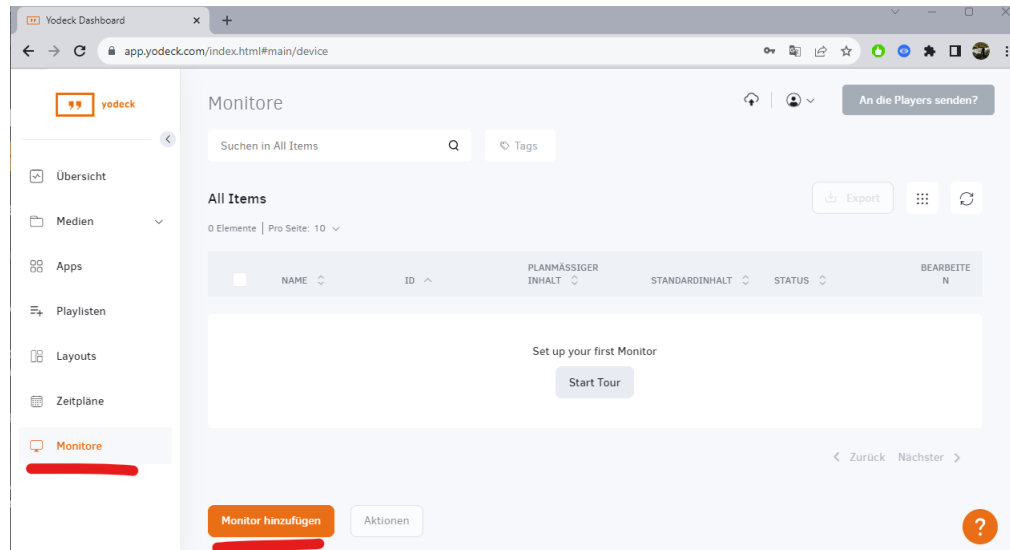 Yodeck Dashboard
app.yodeck.com/index.html#main/device
yodeck
Übersicht
Medien
Apps
Playlisten
Layouts
Zeitpläne
Monitore
Monitore
An die Players senden?
Suchen in All Items
Tags
All Items
Export
0 Elemente | Pro Seite: 10
NAME
ID
PLANMÄSSIGER
INHALT
STANDARDINHALT
STATUS
BEARBEITE
N
Set up your first Monitor
Start Tour
Zurück Nächster
Monitor hinzufügen
Aktionen
?